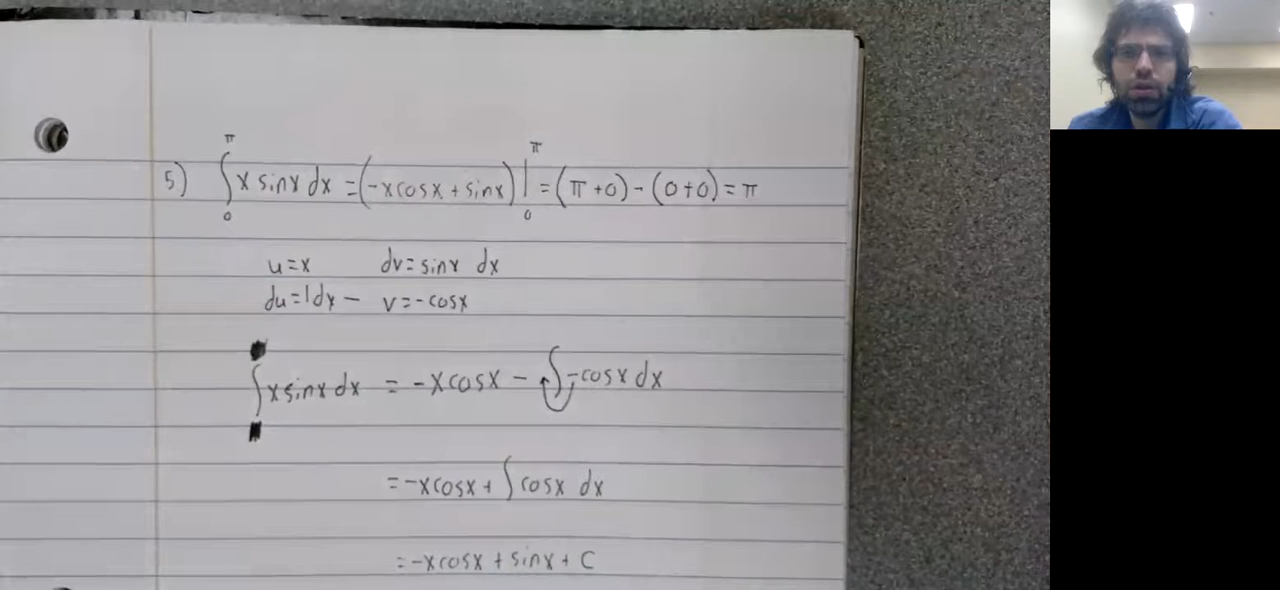 5) ∫₀^π x sinx dx = (-xcosx + sinx) |₀^π = (π + 0) - (0+0) = π
u = x dv = sinx dx
du = 1dx - v = -cosx
∫ x sinx dx = -xcosx - ∫ -cosx dx
= -xcosx + ∫ cosx dx
= -xcosx + sinx + C